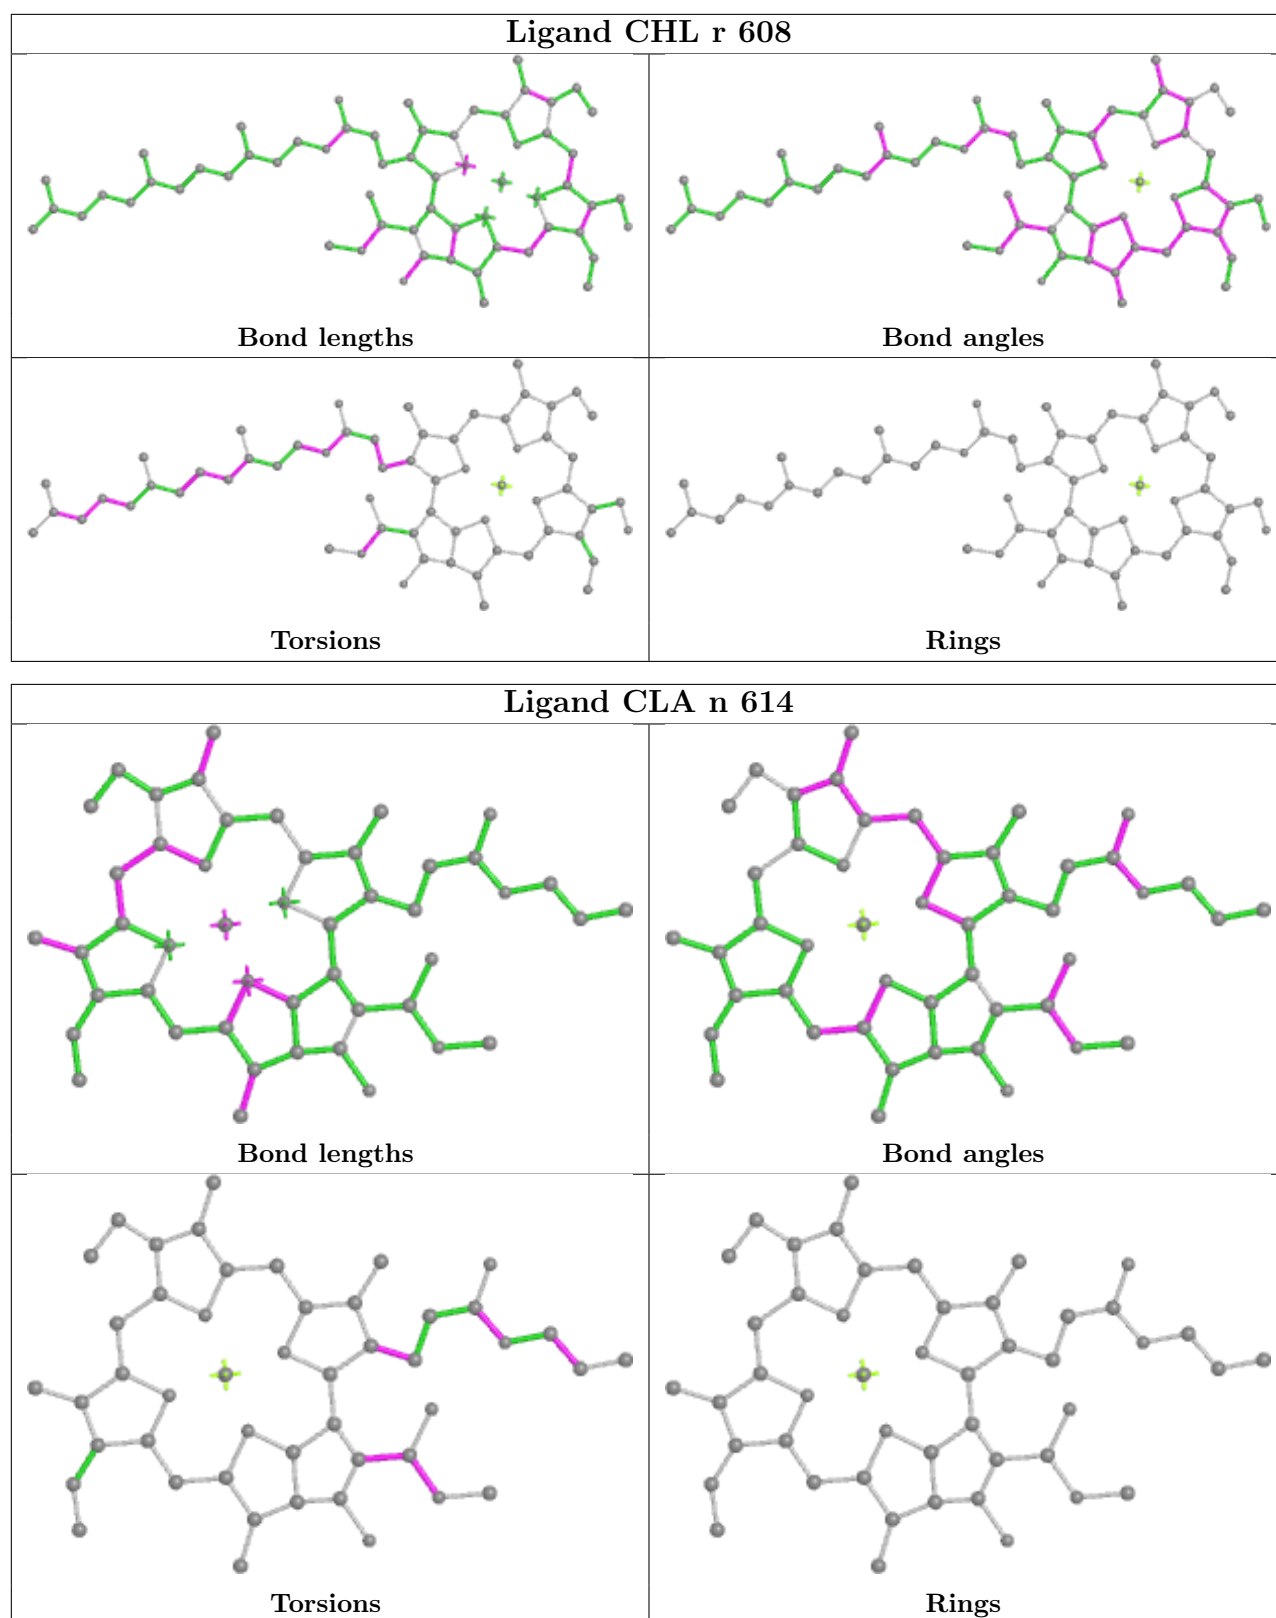 Ligand CHL r 608
Bond lengths
Bond angles
Torsions
Rings
Ligand CLA n 614
Bond lengths
Bond angles
Torsions
Rings